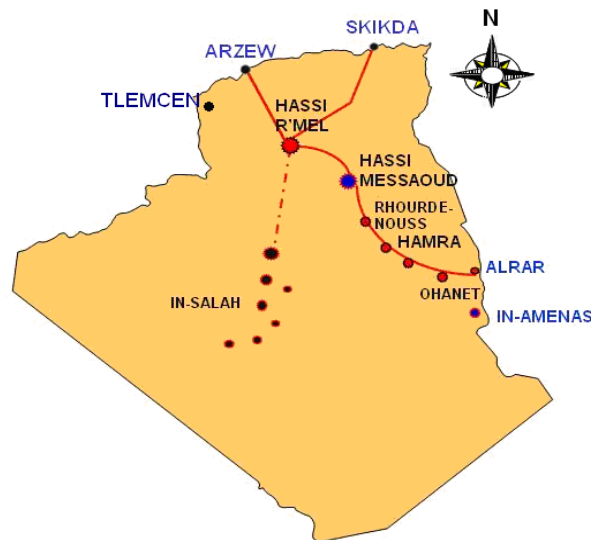 N
SKIKDA
ARZEW
TLEMCEN
HASSI
R'MEL
HASSI
MESSAOUD
RHOURDE-
NOUSS
HAMRA
ALRAR
OHANET
IN-SALAH
IN-AMENAS